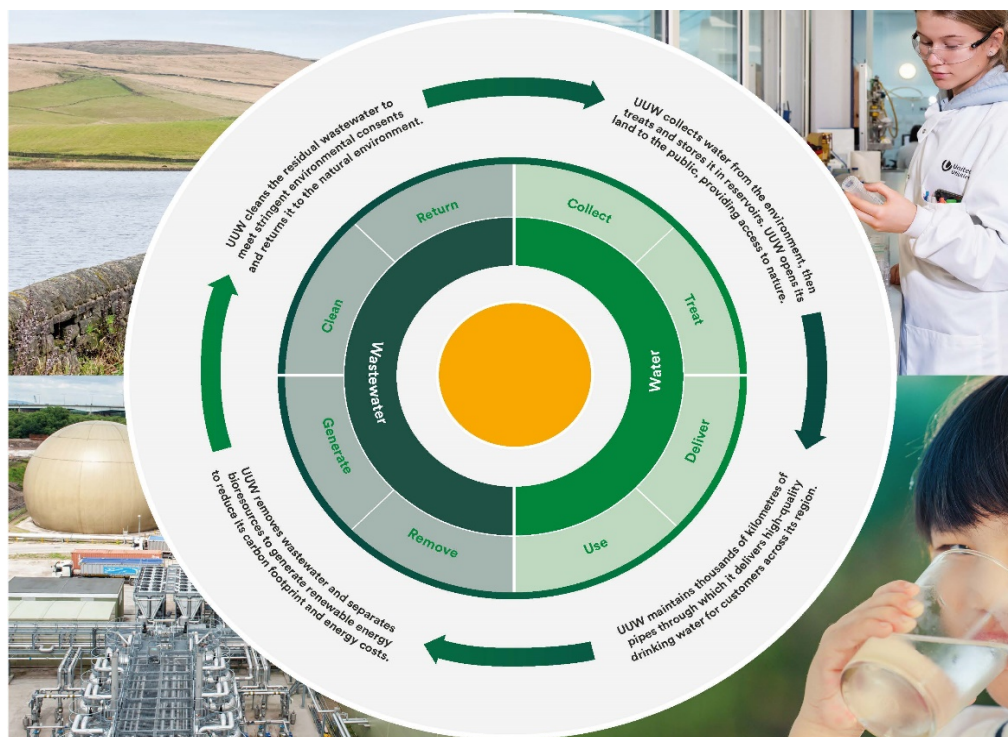 UUW collects water from the environment, then
treats and stores it in reservoirs. UUW opens its
land to the public, providing access to nature.
UUW maintains thousands of kilometres of
pipes through which it delivers high-quality
drinking water for customers across its region.
UUW removes wastewater and separates
bioresources to generate renewable energy
to reduce its carbon footprint and energy costs.
UUW cleans the residual wastewater to
meet stringent environmental consents
and returns it to the natural environment.
Collect
Treat
Deliver
Use
Remove
Generate
Clean
Return
Water
Wastewater